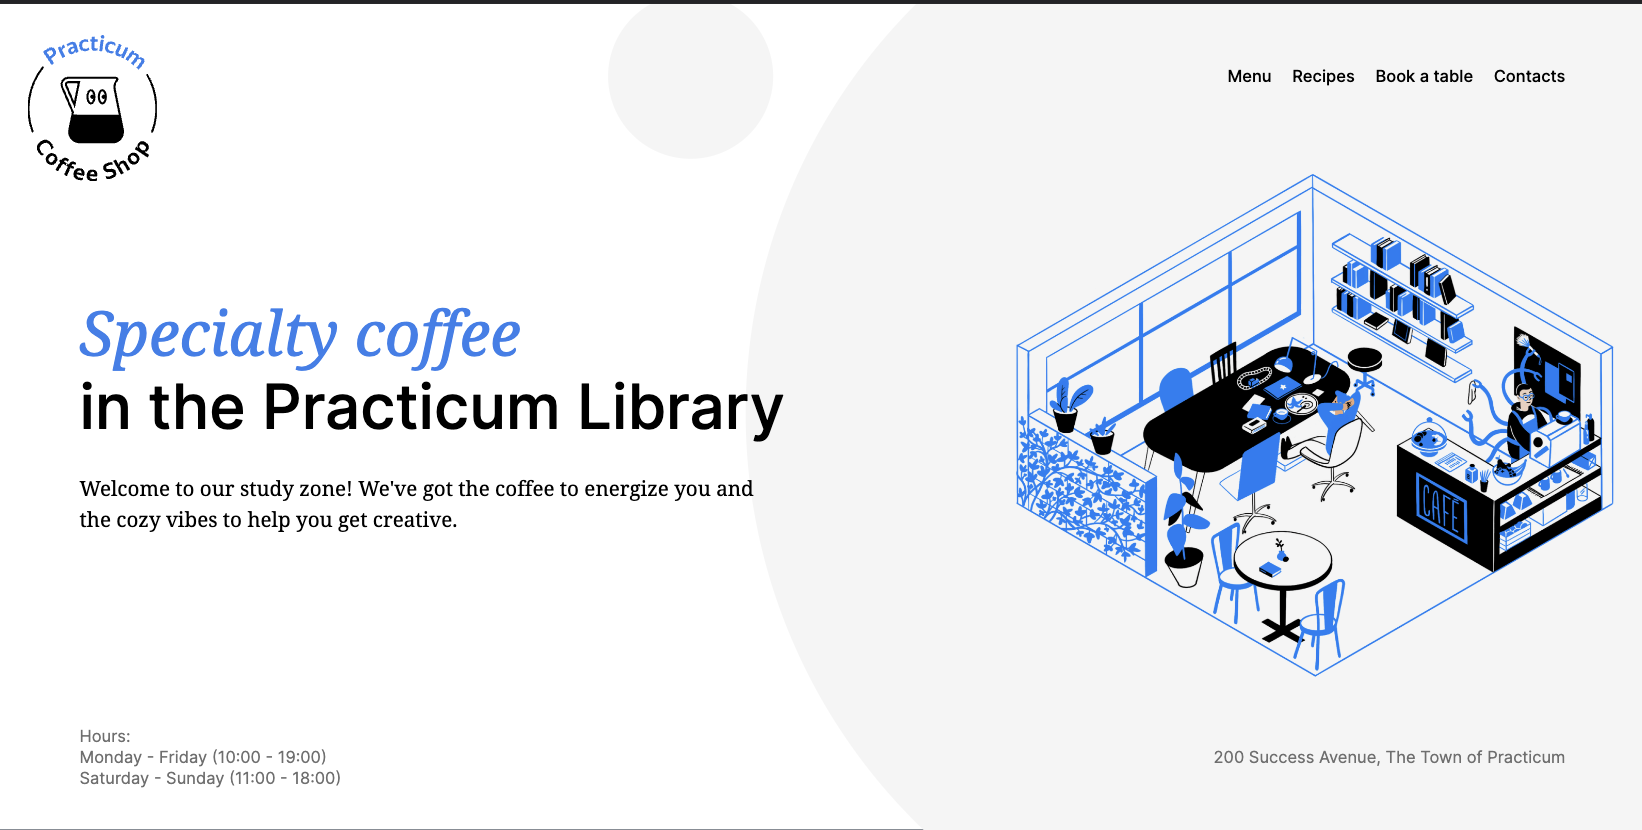 Practicum
Coffee Shop
Menu Recipes Book a table Contacts
Specialty coffee
in the Practicum Library
Welcome to our study zone! We've got the coffee to energize you and
the cozy vibes to help you get creative.
CAFE
Hours:
Monday - Friday (10:00 - 19:00)
Saturday - Sunday (11:00 - 18:00)
200 Success Avenue, The Town of Practicum